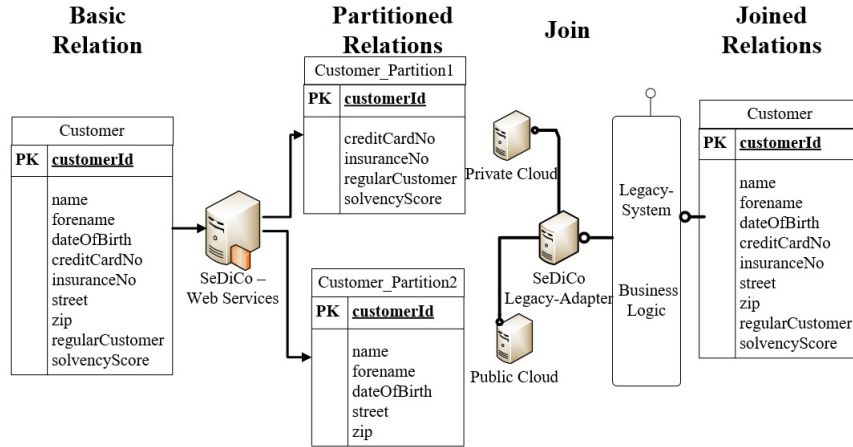 Basic
Relation
Partitioned
Relations
Join
Joined
Relations
Customer
PK customerId
name
forename
dateOfBirth
creditCardNo
insuranceNo
street
zip
regularCustomer
solvencyScore
SeDiCo –
Web Services
Customer_Partition1
PK customerId
creditCardNo
insuranceNo
regularCustomer
solvencyScore
Customer_Partition2
PK customerId
name
forename
dateOfBirth
street
zip
Private Cloud
SeDiCo
Legacy-Adapter
Public Cloud
Legacy-
System
Business
Logic
Customer
PK customerId
name
forename
dateOfBirth
creditCardNo
insuranceNo
street
zip
regularCustomer
solvencyScore